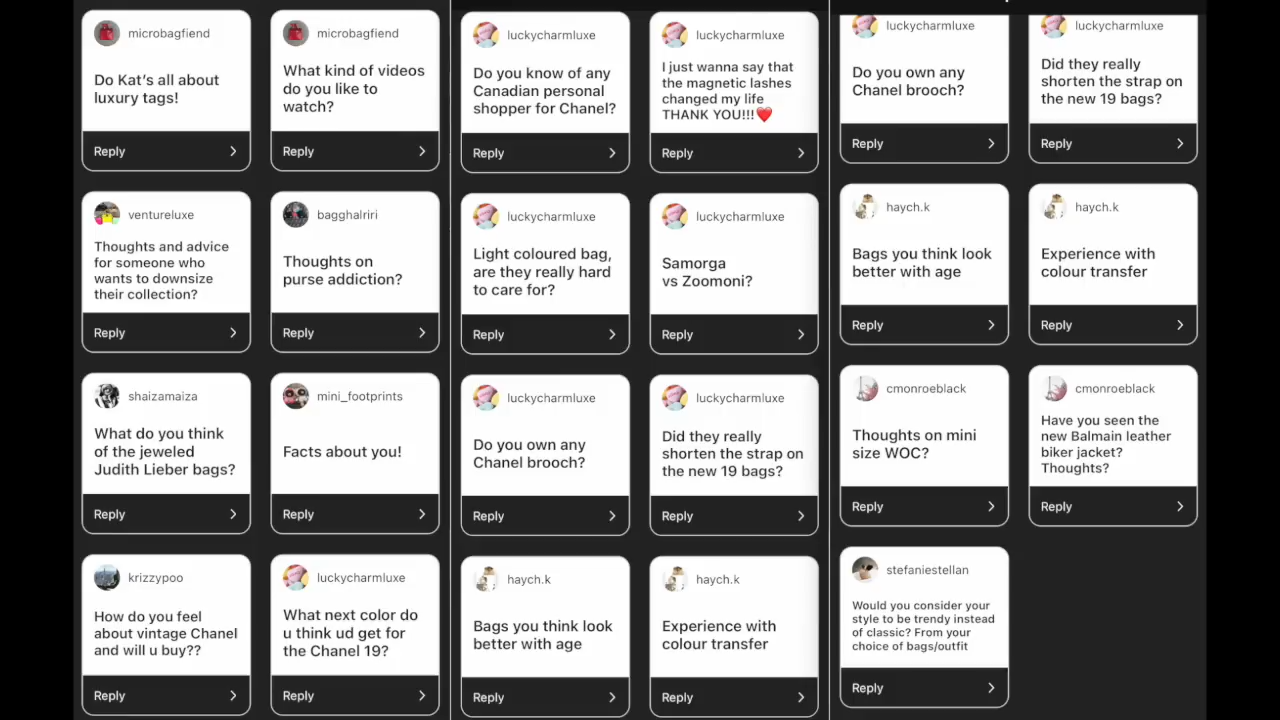 microbagfiend
Do Kat's all about
luxury tags!
Reply
microbagfiend
What kind of videos
do you like to
watch?
Reply
ventureluxe
Thoughts and advice
for someone who
wants to downsize
their collection?
Reply
bagghalriri
Thoughts on
purse addiction?
Reply
shaizamaiza
What do you think
of the jeweled
Judith Lieber bags?
Reply
mini_footprints
Facts about you!
Reply
krizzypoo
How do you feel
about vintage Chanel
and will u buy??
Reply
luckycharmluxe
What next color do
u think ud get for
the Chanel 19?
Reply
luckycharmluxe
Do you know of any
Canadian personal
shopper for Chanel?
Reply
luckycharmluxe
I just wanna say that
the magnetic lashes
changed my life
THANK YOU!!!❤️
Reply
luckycharmluxe
Light coloured bag,
are they really hard
to care for?
Reply
luckycharmluxe
Samorga
vs Zoomoni?
Reply
luckycharmluxe
Do you own any
Chanel brooch?
Reply
luckycharmluxe
Did they really
shorten the strap on
the new 19 bags?
Reply
haych.k
Bags you think look
better with age
Reply
haych.k
Experience with
colour transfer
Reply
luckycharmluxe
Do you own any
Chanel brooch?
Reply
luckycharmluxe
Did they really
shorten the strap on
the new 19 bags?
Reply
haych.k
Bags you think look
better with age
Reply
haych.k
Experience with
colour transfer
Reply
cmonroeblack
Thoughts on mini
size WOC?
Reply
cmonroeblack
Have you seen the
new Balmain leather
biker jacket?
Thoughts?
Reply
stefaniestellan
Would you consider your
style to be trendy instead
of classic? From your
choice of bags/outfit
Reply